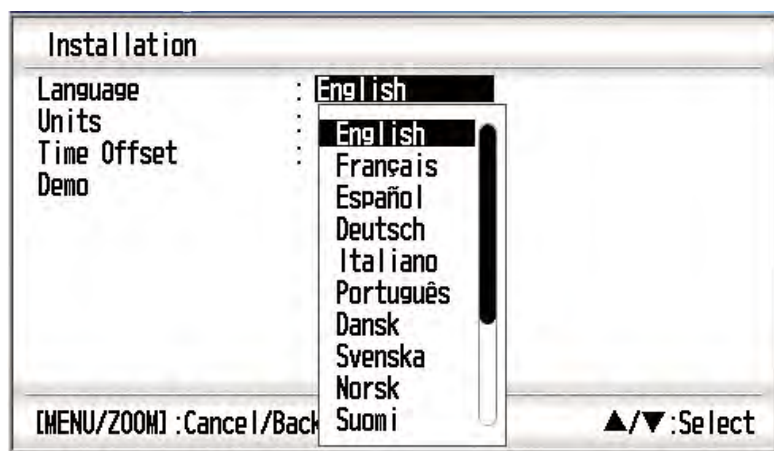 Installation
Language : English
Units :
Time Offset :
Demo
English
Français
Español
Deutsch
Italiano
Português
Dansk
Svenska
Norsk
Suomi
[MENU/ZOOM]:Cancel/Back
▲/▼:Select